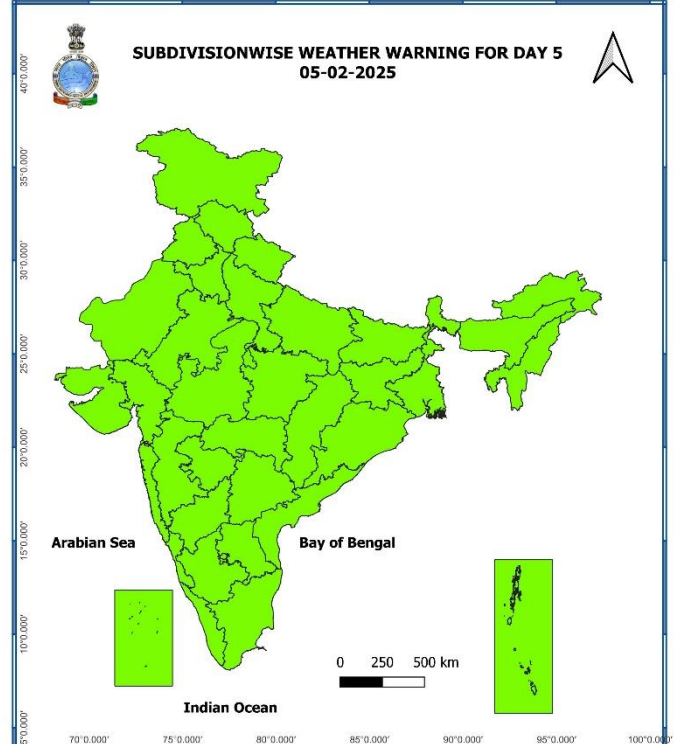 SUBDIVISIONWISE WEATHER WARNING FOR DAY 5
05-02-2025
40°0.000'
35°0.000'
30°0.000'
25°0.000'
20°0.000'
15°0.000'
10°0.000'
5°0.000'
Arabian Sea
Bay of Bengal
0 250 500 km
Indian Ocean
70°0.000' 75°0.000' 80°0.000' 85°0.000' 90°0.000' 95°0.000' 100°0.000'